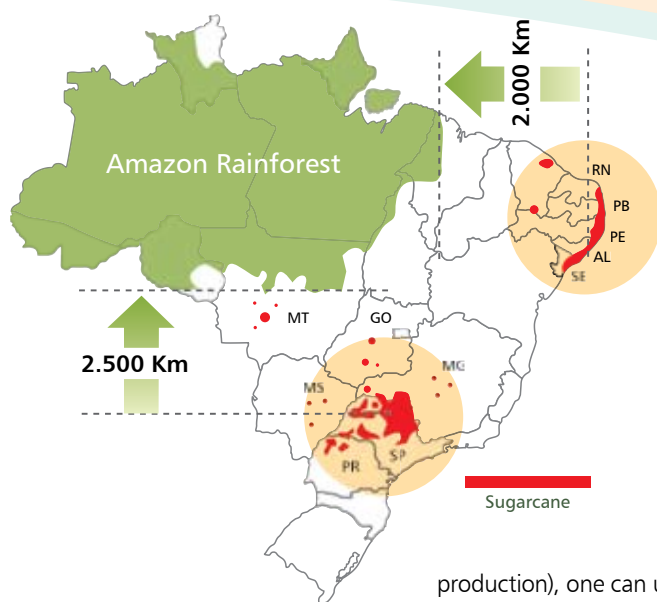 2.000 Km
Amazon Rainforest
RN
PB
PE
AL
SE
MT
GO
2.500 Km
MS
MG
SP
PR
Sugarcane
production), one can u